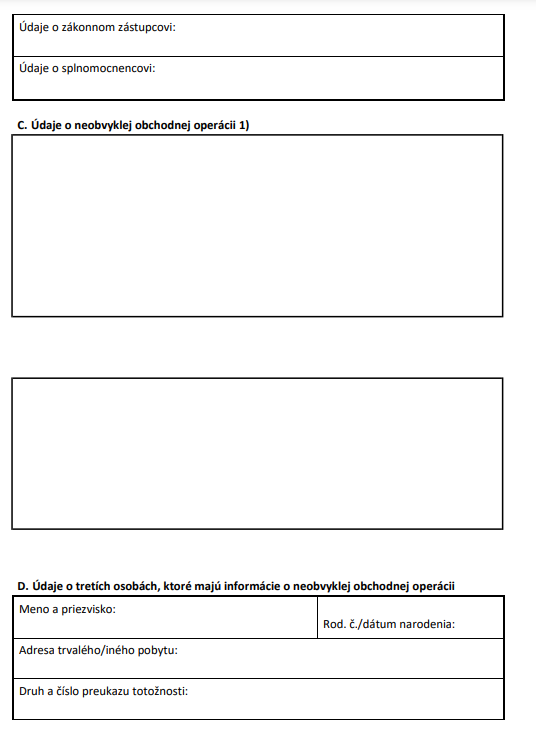 Údaje o zákonnom zástupcovi:
Údaje o splnomocnencovi:
C. Údaje o neobvyklej obchodnej operácii 1)
D. Údaje o tretích osobách, ktoré majú informácie o neobvyklej obchodnej operácii
Meno a priezvisko:
Rod. č./dátum narodenia:
Adresa trvalého/iného pobytu:
Druh a číslo preukazu totožnosti: